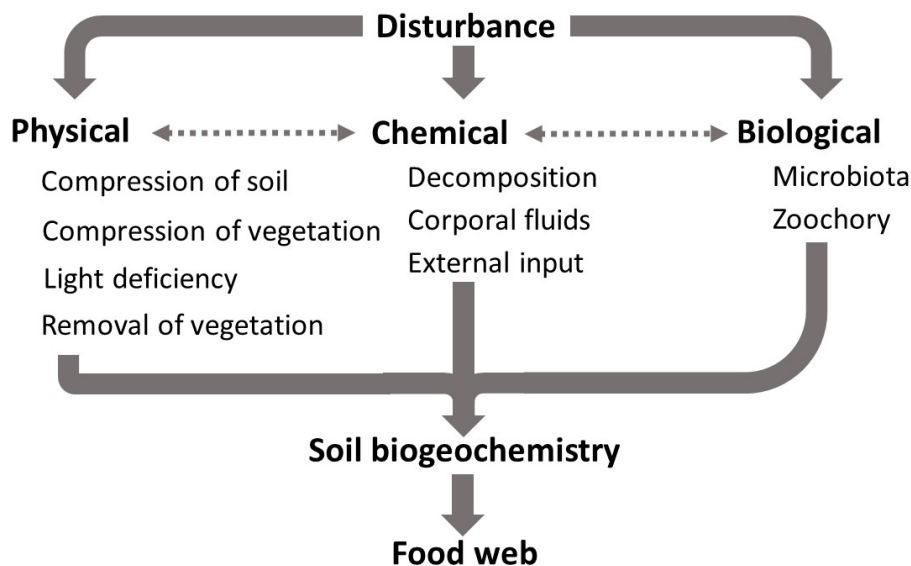 Disturbance
Physical
Chemical
Biological
Compression of soil
Compression of vegetation
Light deficiency
Removal of vegetation
Decomposition
Corporal fluids
External input
Microbiota
Zoochory
Soil biogeochemistry
Food web